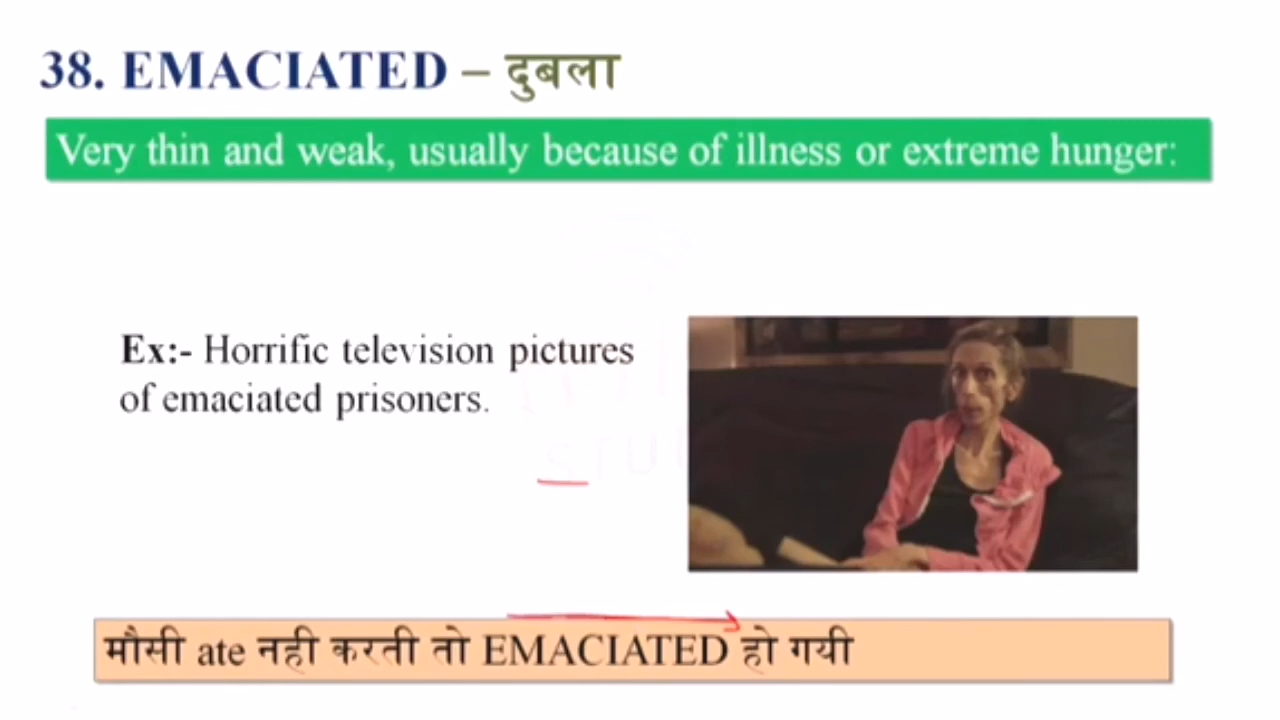 38. EMACIATED – दुबला
Very thin and weak, usually because of illness or extreme hunger:
Ex:- Horrific television pictures
of emaciated prisoners.
मौसी ate नही करती तो EMACIATED हो गयी